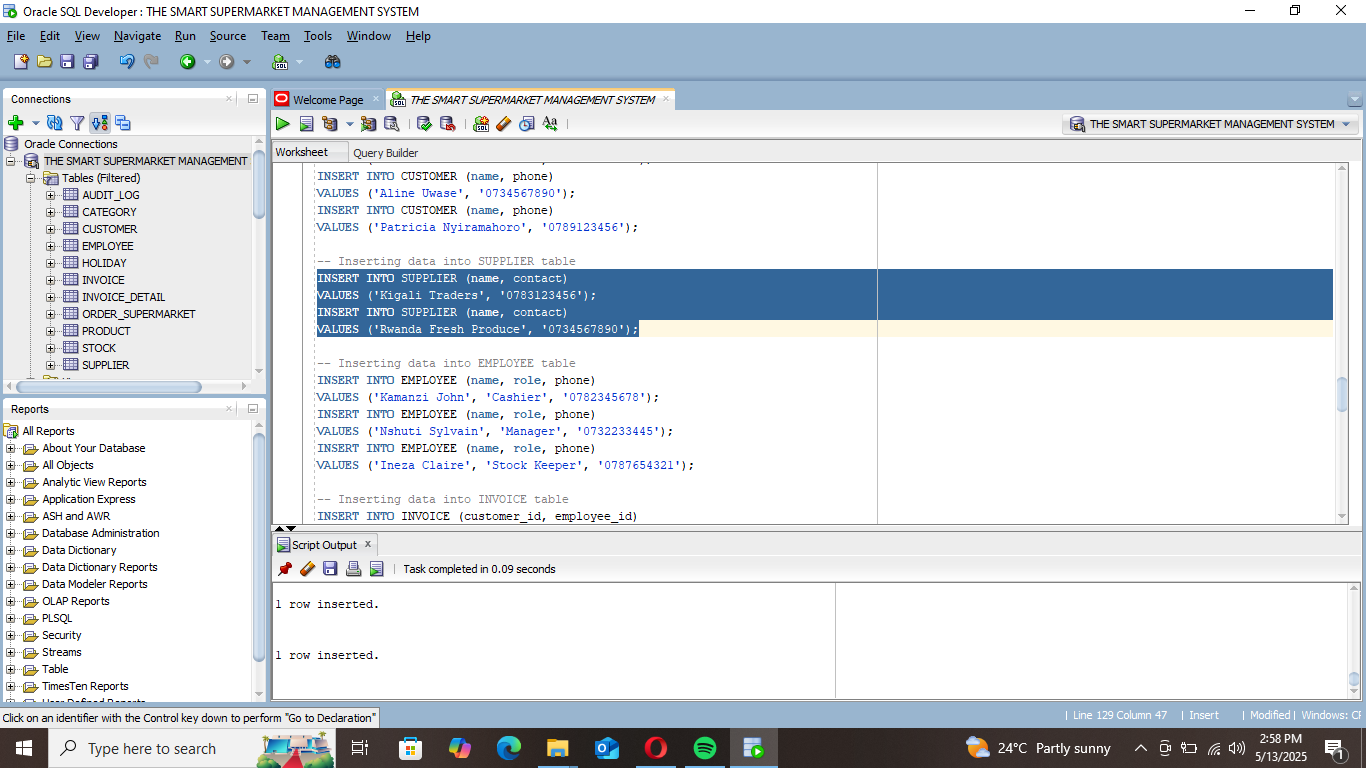 Oracle SQL Developer : THE SMART SUPERMARKET MANAGEMENT SYSTEM
File Edit View Navigate Run Source Team Tools Window Help
Connections
Oracle Connections
THE SMART SUPERMARKET MANAGEMENT
Tables (Filtered)
AUDIT_LOG
CATEGORY
CUSTOMER
EMPLOYEE
HOLIDAY
INVOICE
INVOICE_DETAIL
ORDER_SUPERMARKET
PRODUCT
STOCK
SUPPLIER
Reports
All Reports
About Your Database
All Objects
Analytic View Reports
Application Express
ASH and AWR
Database Administration
Data Dictionary
Data Dictionary Reports
Data Modeler Reports
OLAP Reports
PLSQL
Security
Streams
Table
TimesTen Reports
User Defined Reports
Welcome Page
THE SMART SUPERMARKET MANAGEMENT SYSTEM
THE SMART SUPERMARKET MANAGEMENT SYSTEM
Worksheet Query Builder
INSERT INTO CUSTOMER (name, phone)
VALUES ('Aline Uwase', '0734567890');
INSERT INTO CUSTOMER (name, phone)
VALUES ('Patricia Nyiramahoro', '0789123456');
-- Inserting data into SUPPLIER table
INSERT INTO SUPPLIER (name, contact)
VALUES ('Kigali Traders', '0783123456');
INSERT INTO SUPPLIER (name, contact)
VALUES ('Rwanda Fresh Produce', '0734567890');
-- Inserting data into EMPLOYEE table
INSERT INTO EMPLOYEE (name, role, phone)
VALUES ('Kamanzi John', 'Cashier', '0782345678');
INSERT INTO EMPLOYEE (name, role, phone)
VALUES ('Nshuti Sylvain', 'Manager', '0732233445');
INSERT INTO EMPLOYEE (name, role, phone)
VALUES ('Ineza Claire', 'Stock Keeper', '0787654321');
-- Inserting data into INVOICE table
INSERT INTO INVOICE (customer_id, employee_id)
Script Output
Task completed in 0.09 seconds
1 row inserted.
1 row inserted.
Click on an identifier with the Control key down to perform "Go to Declaration"
Line 129 Column 47 Insert Modified Windows: CF
Type here to search
24°C Partly sunny
2:58 PM
5/13/2025
1